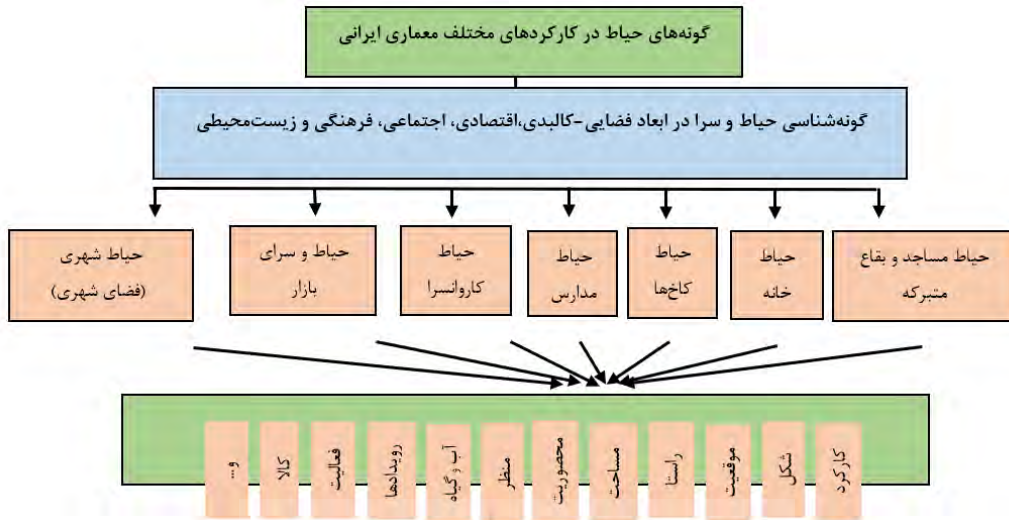 گونه‌های حیاط در کارکردهای مختلف معماری ایرانی
گونه‌شناسی حیاط و سرا در ابعاد فضایی-کالبدی،اقتصادی، اجتماعی، فرهنگی و زیست‌محیطی
حیاط مساجد و بقاع
متبرکه
حیاط
خانه
حیاط
کاخ‌ها
حیاط
مدارس
حیاط
کاروانسرا
حیاط و سرای
بازار
حیاط شهری
(فضای شهری)
کارکرد
شکل
موقعیت
راستا
مساحت
محصوریت
منظر
آب و گیاه
رویدادها
فعالیت
کالا
و...